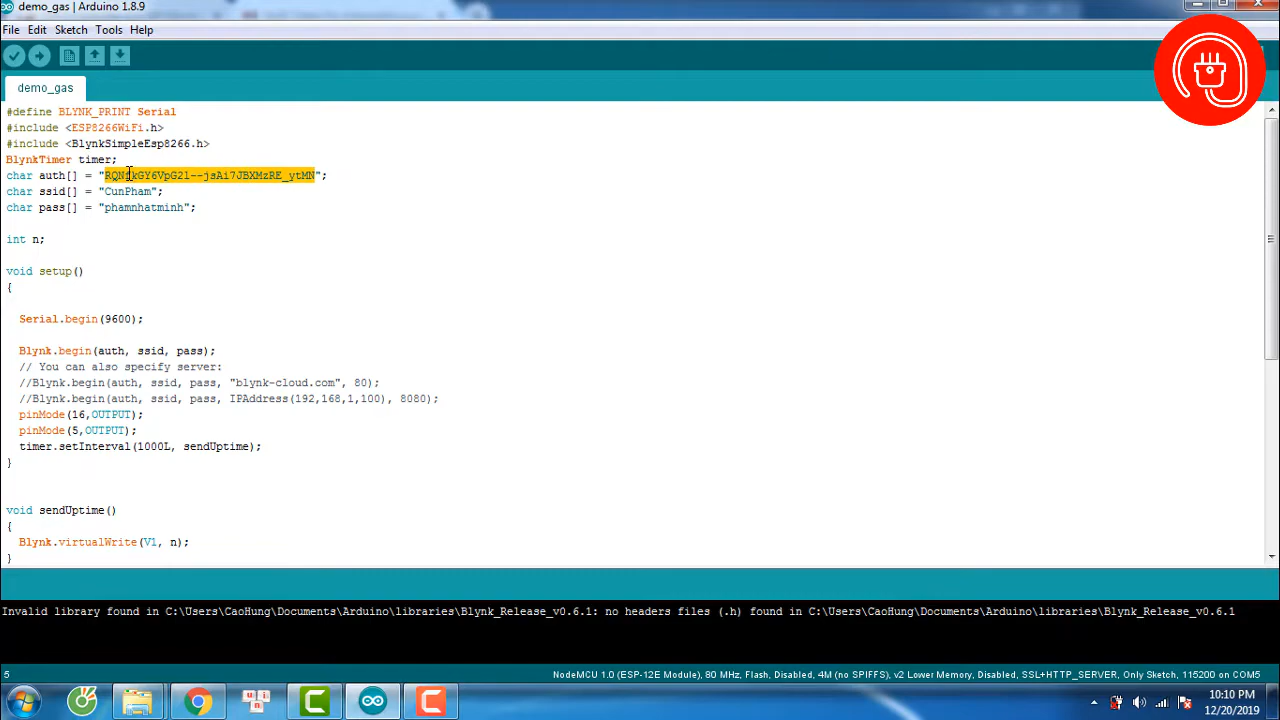 demo_gas | Arduino 1.8.9
File Edit Sketch Tools Help
demo_gas
#define BLYNK_PRINT Serial
#include <ESP8266WiFi.h>
#include <BlynkSimpleEsp8266.h>
BlynkTimer timer;
char auth[] = "
";
char ssid[] = "CunPham";
char pass[] = "phamnhatminh";
int n;
void setup()
{
Serial.begin(9600);
Blynk.begin(auth, ssid, pass);
// You can also specify server:
//Blynk.begin(auth, ssid, pass, "blynk-cloud.com", 80);
//Blynk.begin(auth, ssid, pass, IPAddress(192,168,1,100), 8080);
pinMode(16,OUTPUT);
pinMode(5,OUTPUT);
timer.setInterval(1000L, sendUptime);
}
void sendUptime()
{
Blynk.virtualWrite(V1, n);
}
Invalid library found in C:\Users\CaoHung\Documents\Arduino\libraries\Blynk_Release_v0.6.1: no headers files (.h) found in C:\Users\CaoHung\Documents\Arduino\libraries\Blynk_Release_v0.6.1
5
NodeMCU 1.0 (ESP-12E Module), 80 MHz, Flash, Disabled, 4M (no SPIFFS), v2 Lower Memory, Disabled, SSL+HTTP_SERVER, Only Sketch, 115200 on COM5
10:10 PM
12/20/2019